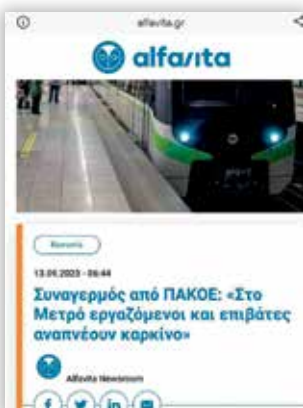 alfavita.gr
alfavita
Κοινωνία
13.05.2023 - 06:44
Συναγερμός από ΠΑΚΟΕ: «Στο
Μετρό εργαζόμενοι και επιβάτες
αναπνέουν καρκίνο»
Alfavita Newsroom